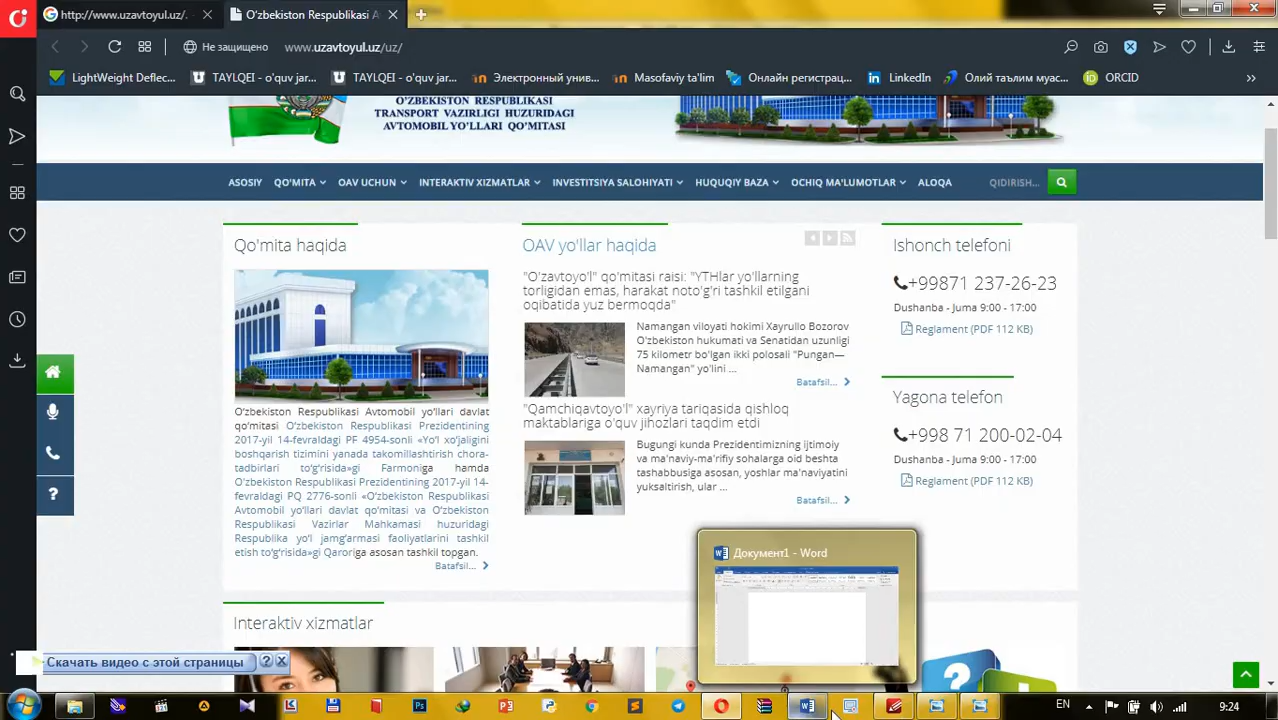 http://www.uzavtoyul.uz/.
O'zbekiston Respublikasi A
Не защищено
www.uzavtoyul.uz/uz/
LightWeight Deflec...
TAYLQEI - o'quv jar...
TAYLQEI - o'quv jar...
Электронный унив...
Masofaviy ta'lim
Онлайн регистрац...
LinkedIn
Олий таълим муас...
ORCID
O'ZBEKISTON RESPUBLIKASI
TRANSPORT VAZIRLIGI HUZURIDAGI
AVTOMOBIL YO'LLARI QO'MITASI
ASOSIY
QO'MITA
OAV UCHUN
INTERAKTIV XIZMATLAR
INVESTITSIYA SALOHIYATI
HUQUQIY BAZA
OCHIQ MA'LUMOTLAR
ALOQA
QIDIRISH...
Qo'mita haqida
O'zbekiston Respublikasi Avtomobil yo'llari davlat
qo'mitasi O'zbekiston Respublikasi Prezidentining
2017-yil 14-fevraldagi PF 4954-sonli «Yo'l xo'jaligini
boshqarish tizimini yanada takomillashtirish chora-
tadbirlari to'g'risida»gi Farmoniga hamda
O'zbekiston Respublikasi Prezidentining 2017-yil 14-
fevraldagi PQ 2776-sonli «O'zbekiston Respublikasi
Avtomobil yo'llari davlat qo'mitasi va O'zbekiston
Respublikasi Vazirlar Mahkamasi huzuridagi
Respublika yo'l jamg'armasi faoliyatlarini tashkil
etish to'g'risida»gi Qaroriga asosan tashkil topgan.
Batafsil...
OAV yo'llar haqida
"O'zavtoyo'l" qo'mitasi raisi: "YTHlar yo'llarning
torligidan emas, harakat noto'g'ri tashkil etilgani
oqibatida yuz bermoqda"
Namangan viloyati hokimi Xayrullo Bozorov
O'zbekiston hukumati va Senatidan uzunligi
75 kilometr bo'lgan ikki polosali "Pungan—
Namangan" yo'lini ...
Batafsil...
"Qamchiqavtoyo'l" xayriya tariqasida qishloq
maktablariga o'quv jihozlari taqdim etdi
Bugungi kunda Prezidentimizning ijtimoiy
va ma'naviy-ma'rifiy sohalarga oid beshta
tashabbusiga asosan, yoshlar ma'naviyatini
yuksaltirish, ular ...
Batafsil...
Ishonch telefoni
+99871 237-26-23
Dushanba - Juma 9:00 - 17:00
Reglament (PDF 112 KB)
Yagona telefon
+998 71 200-02-04
Dushanba - Juma 9:00 - 17:00
Reglament (PDF 112 KB)
Документ1 - Word
Interaktiv xizmatlar
Скачать видео с этой страницы
EN
9:24